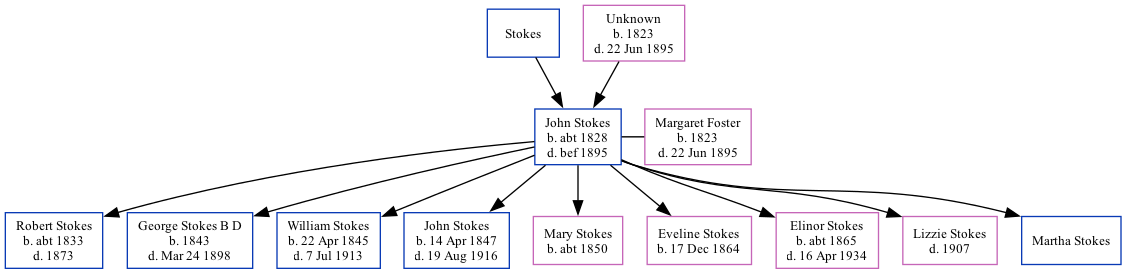 Stokes
Unknown
b. 1823
d. 22 Jun 1895
John Stokes
b. abt 1828
d. bef 1895
Margaret Foster
b. 1823
d. 22 Jun 1895
Robert Stokes
b. abt 1833
d. 1873
George Stokes B D
b. 1843
d. Mar 24 1898
William Stokes
b. 22 Apr 1845
d. 7 Jul 1913
John Stokes
b. 14 Apr 1847
d. 19 Aug 1916
Mary Stokes
b. abt 1850
Eveline Stokes
b. 17 Dec 1864
Elinor Stokes
b. abt 1865
d. 16 Apr 1934
Lizzie Stokes
d. 1907
Martha Stokes